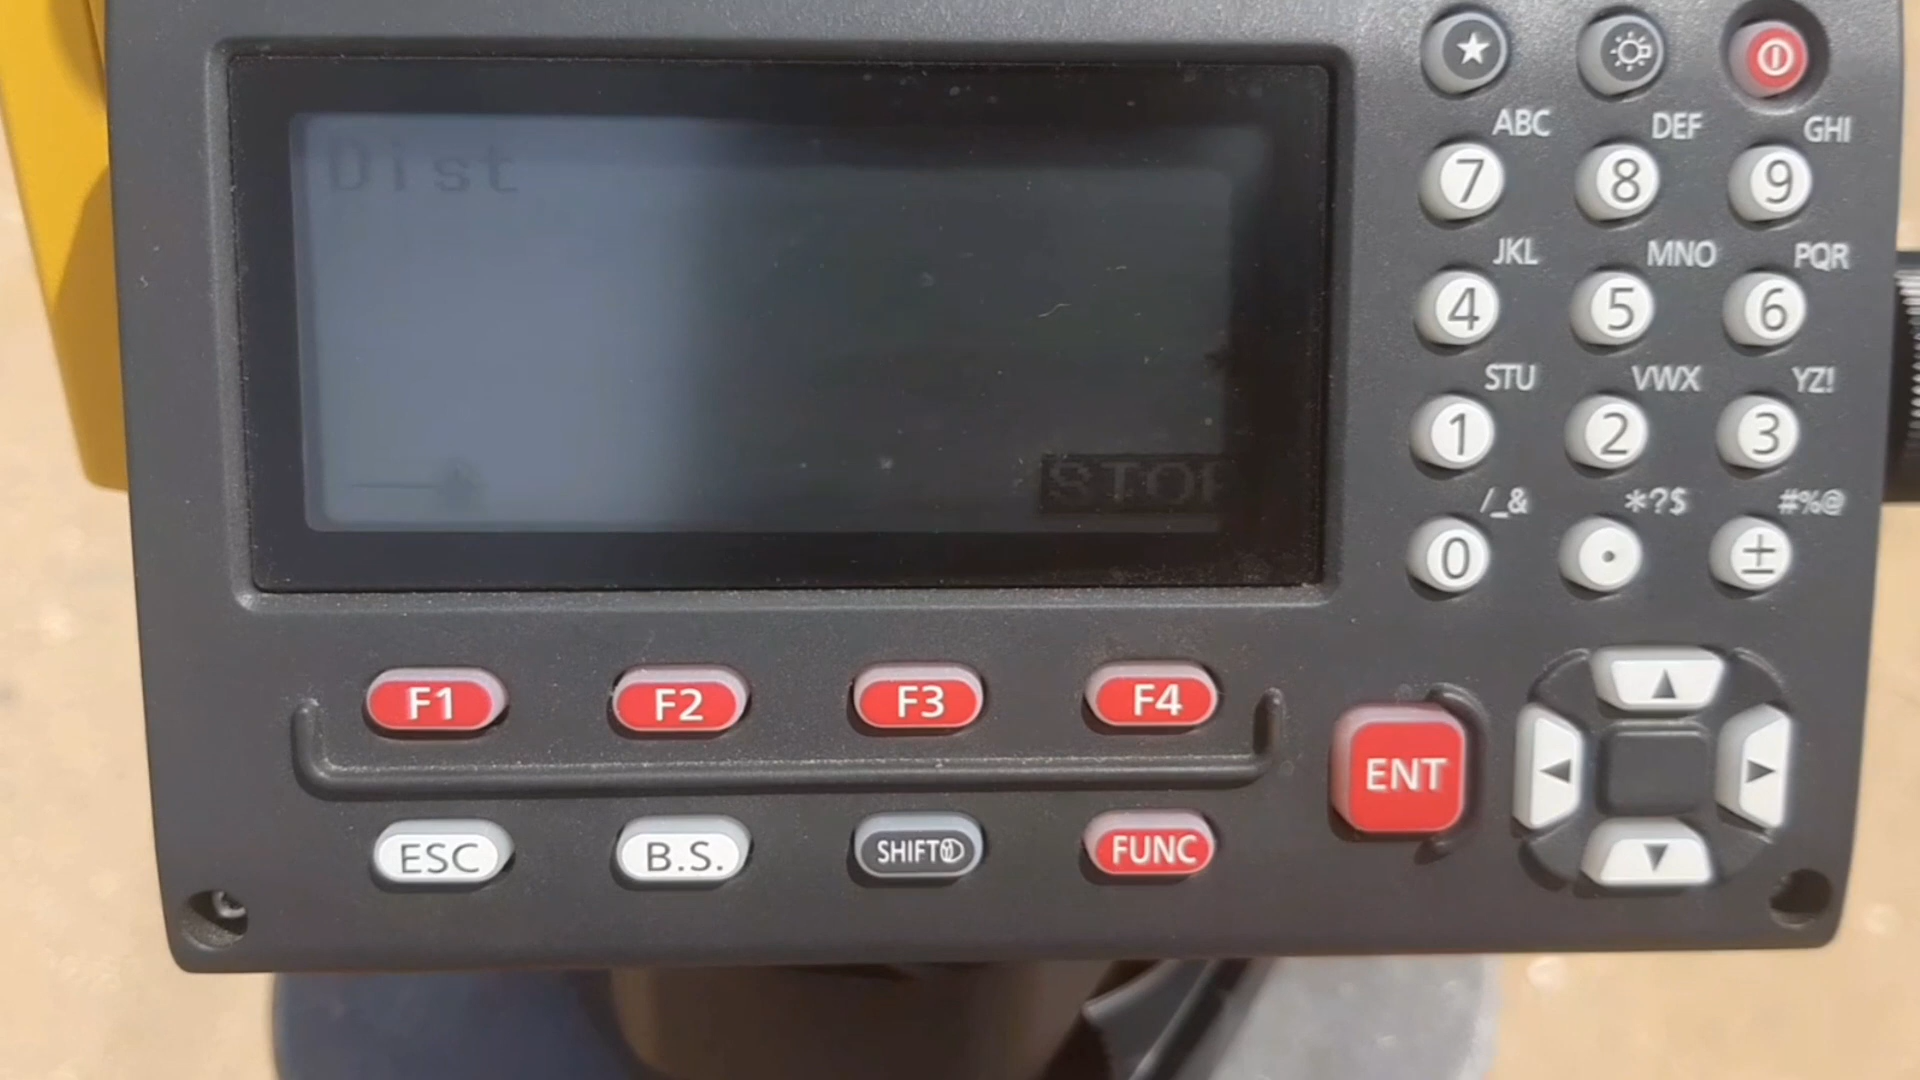 Dist
STOP
★
ABC DEF GHI
7 8 9
JKL MNO PQR
4 5 6
STU VWX YZ!
1 2 3
/_& *?$ #%@
0 • ±
F1 F2 F3 F4
ENT
ESC B.S. SHIFT FUNC